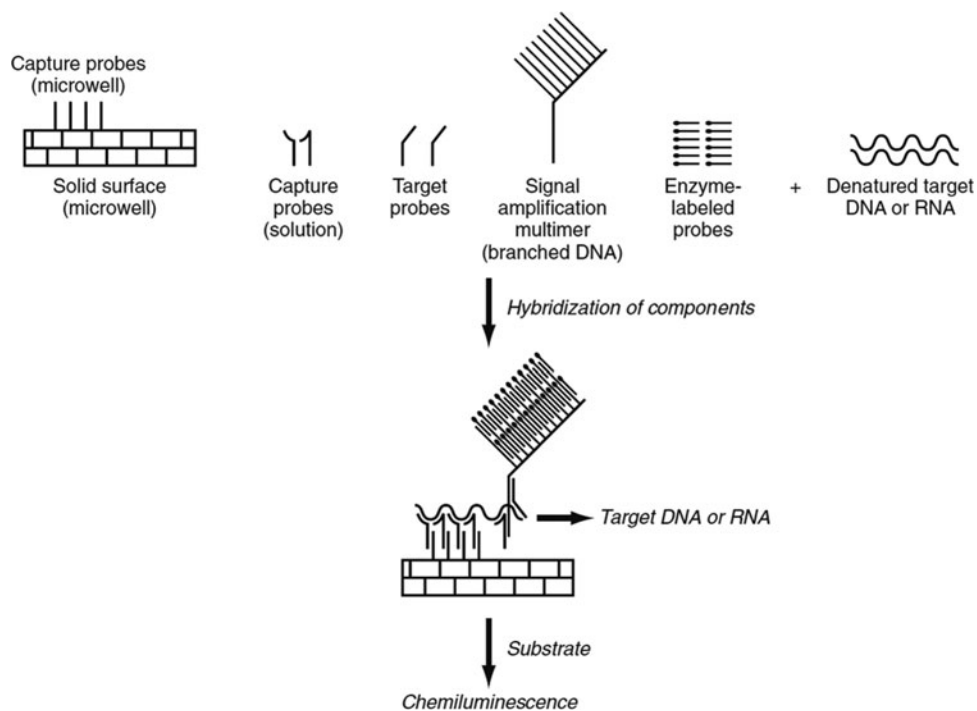 Capture probes
(microwell)
Solid surface
(microwell)
Capture
probes
(solution)
Target
probes
Signal
amplification
multimer
(branched DNA)
Enzyme-
labeled
probes
+
Denatured target
DNA or RNA
Hybridization of components
Target DNA or RNA
Substrate
Chemiluminescence